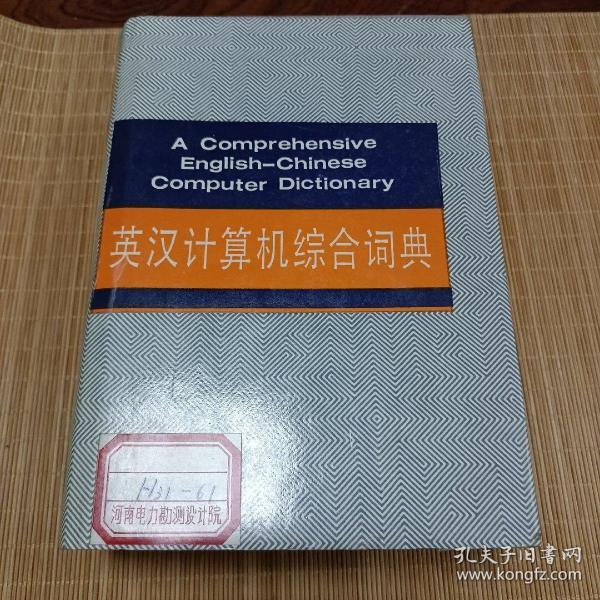 A Comprehensive
English-Chinese
Computer Dictionary
英汉计算机综合词典
H31-61
河南电力勘测设计院
孔夫子旧书网
www.kongfz.com